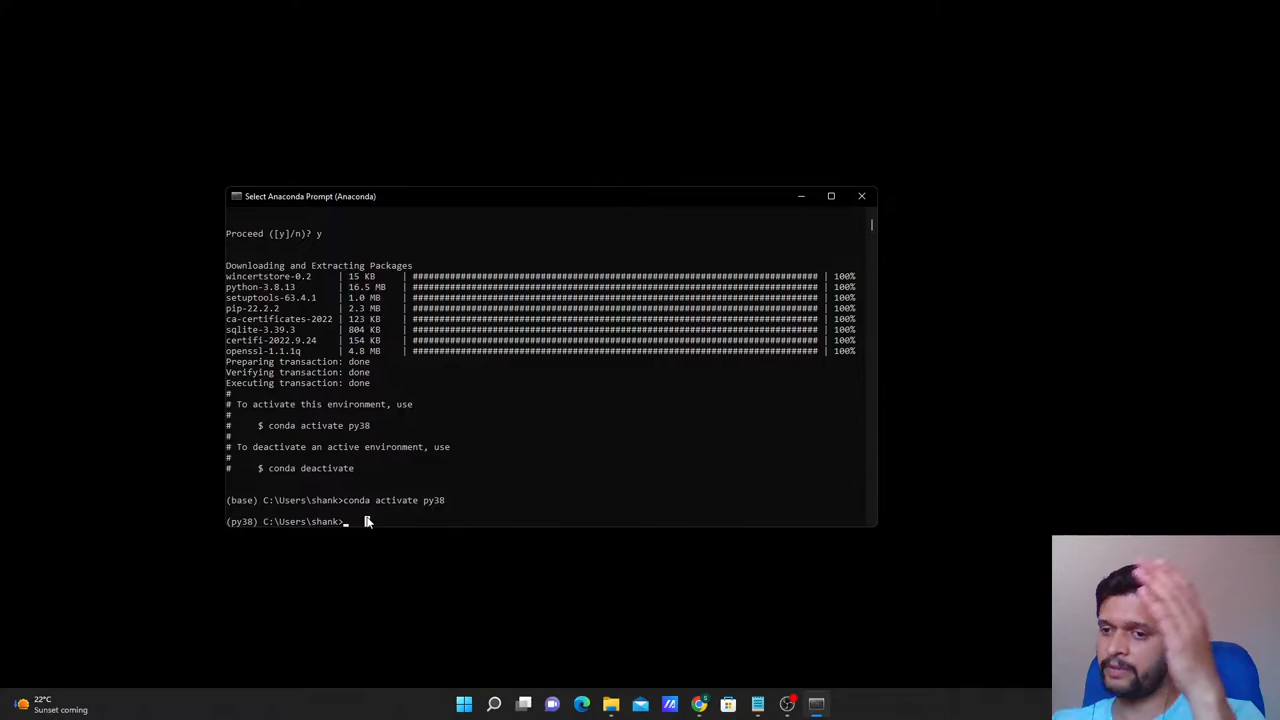 Select Anaconda Prompt (Anaconda)
Proceed ([y]/n)? y
Downloading and Extracting Packages
wincertstore-0.2 | 15 KB | ############################################################################ | 100%
python-3.8.13 | 16.5 MB | ############################################################################ | 100%
setuptools-63.4.1 | 1.0 MB | ############################################################################ | 100%
pip-22.2.2 | 2.3 MB | ############################################################################ | 100%
ca-certificates-2022 | 123 KB | ############################################################################ | 100%
sqlite-3.39.3 | 804 KB | ############################################################################ | 100%
certifi-2022.9.24 | 154 KB | ############################################################################ | 100%
openssl-1.1.1q | 4.8 MB | ############################################################################ | 100%
Preparing transaction: done
Verifying transaction: done
Executing transaction: done
#
# To activate this environment, use
#
# $ conda activate py38
#
# To deactivate an active environment, use
#
# $ conda deactivate
(base) C:\Users\shank>conda activate py38
(py38) C:\Users\shank>_
22°C
Sunset coming
5